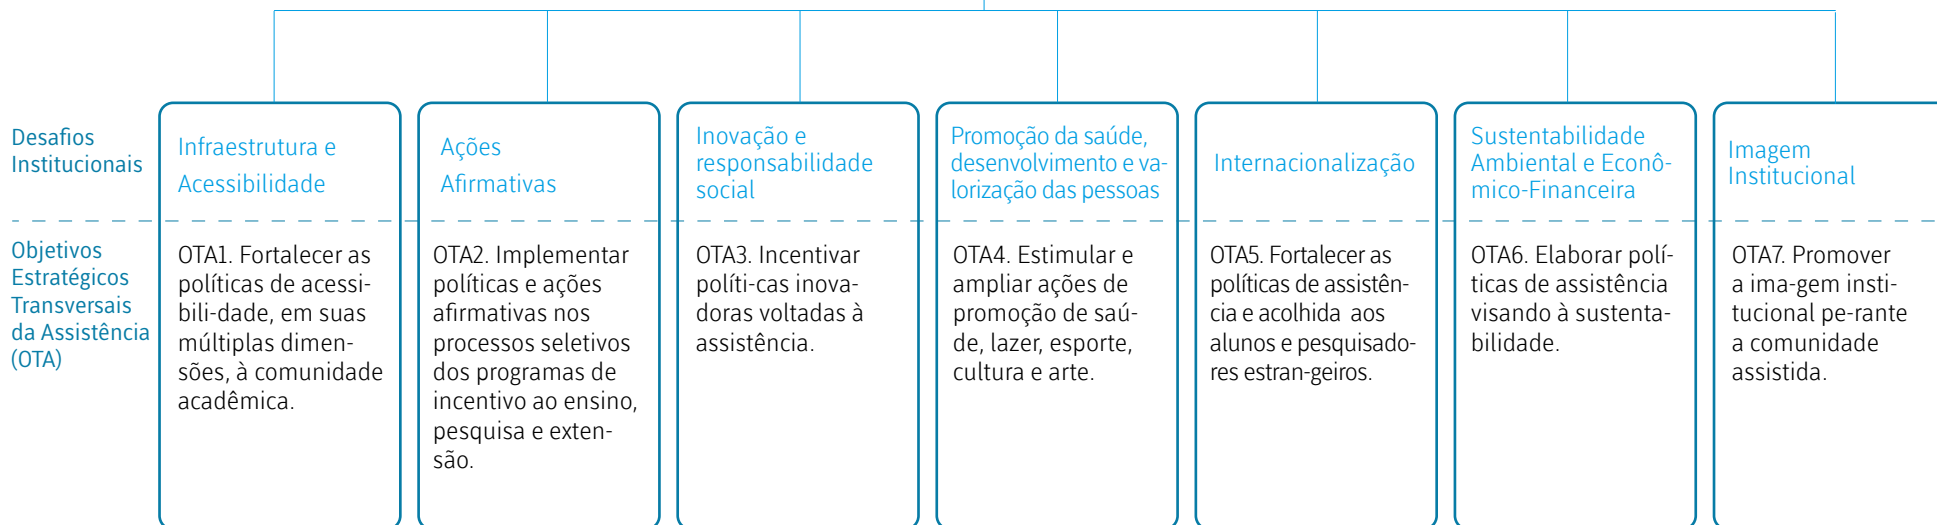 Desafios
Institucionais
Infraestrutura e
Acessibilidade
Ações
Afirmativas
Inovação e
responsabilidade
social
Promoção da saúde,
desenvolvimento e va-
lorização das pessoas
Internacionalização
Sustentabilidade
Ambiental e Econô-
mico-Financeira
Imagem
Institucional
Objetivos
Estratégicos
Transversais
da Assistência
(OTA)
OTA1. Fortalecer as
políticas de acessi-
bili-dade, em suas
múltiplas dimen-
sões, à comunidade
acadêmica.
OTA2. Implementar
políticas e ações
afirmativas nos
processos seletivos
dos programas de
incentivo ao ensino,
pesquisa e exten-
são.
OTA3. Incentivar
políti-cas inova-
doras voltadas à
assistência.
OTA4. Estimular e
ampliar ações de
promoção de saú-
de, lazer, esporte,
cultura e arte.
OTA5. Fortalecer as
políticas de assistên-
cia e acolhida aos
alunos e pesquisado-
res estran-geiros.
OTA6. Elaborar polí-
ticas de assistência
visando à sustenta-
bilidade.
OTA7. Promover
a ima-gem insti-
tucional pe-rante
a comunidade
assistida.